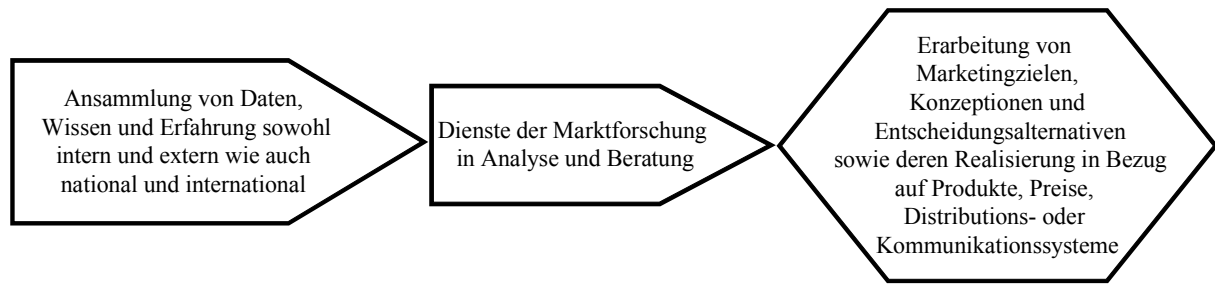 Ansammlung von Daten,
Wissen und Erfahrung sowohl
intern und extern wie auch
national und international
Dienste der Marktforschung
in Analyse und Beratung
Erarbeitung von
Marketingzielen,
Konzeptionen und
Entscheidungsalternativen
sowie deren Realisierung in Bezug
auf Produkte, Preise,
Distributions- oder
Kommunikationssysteme